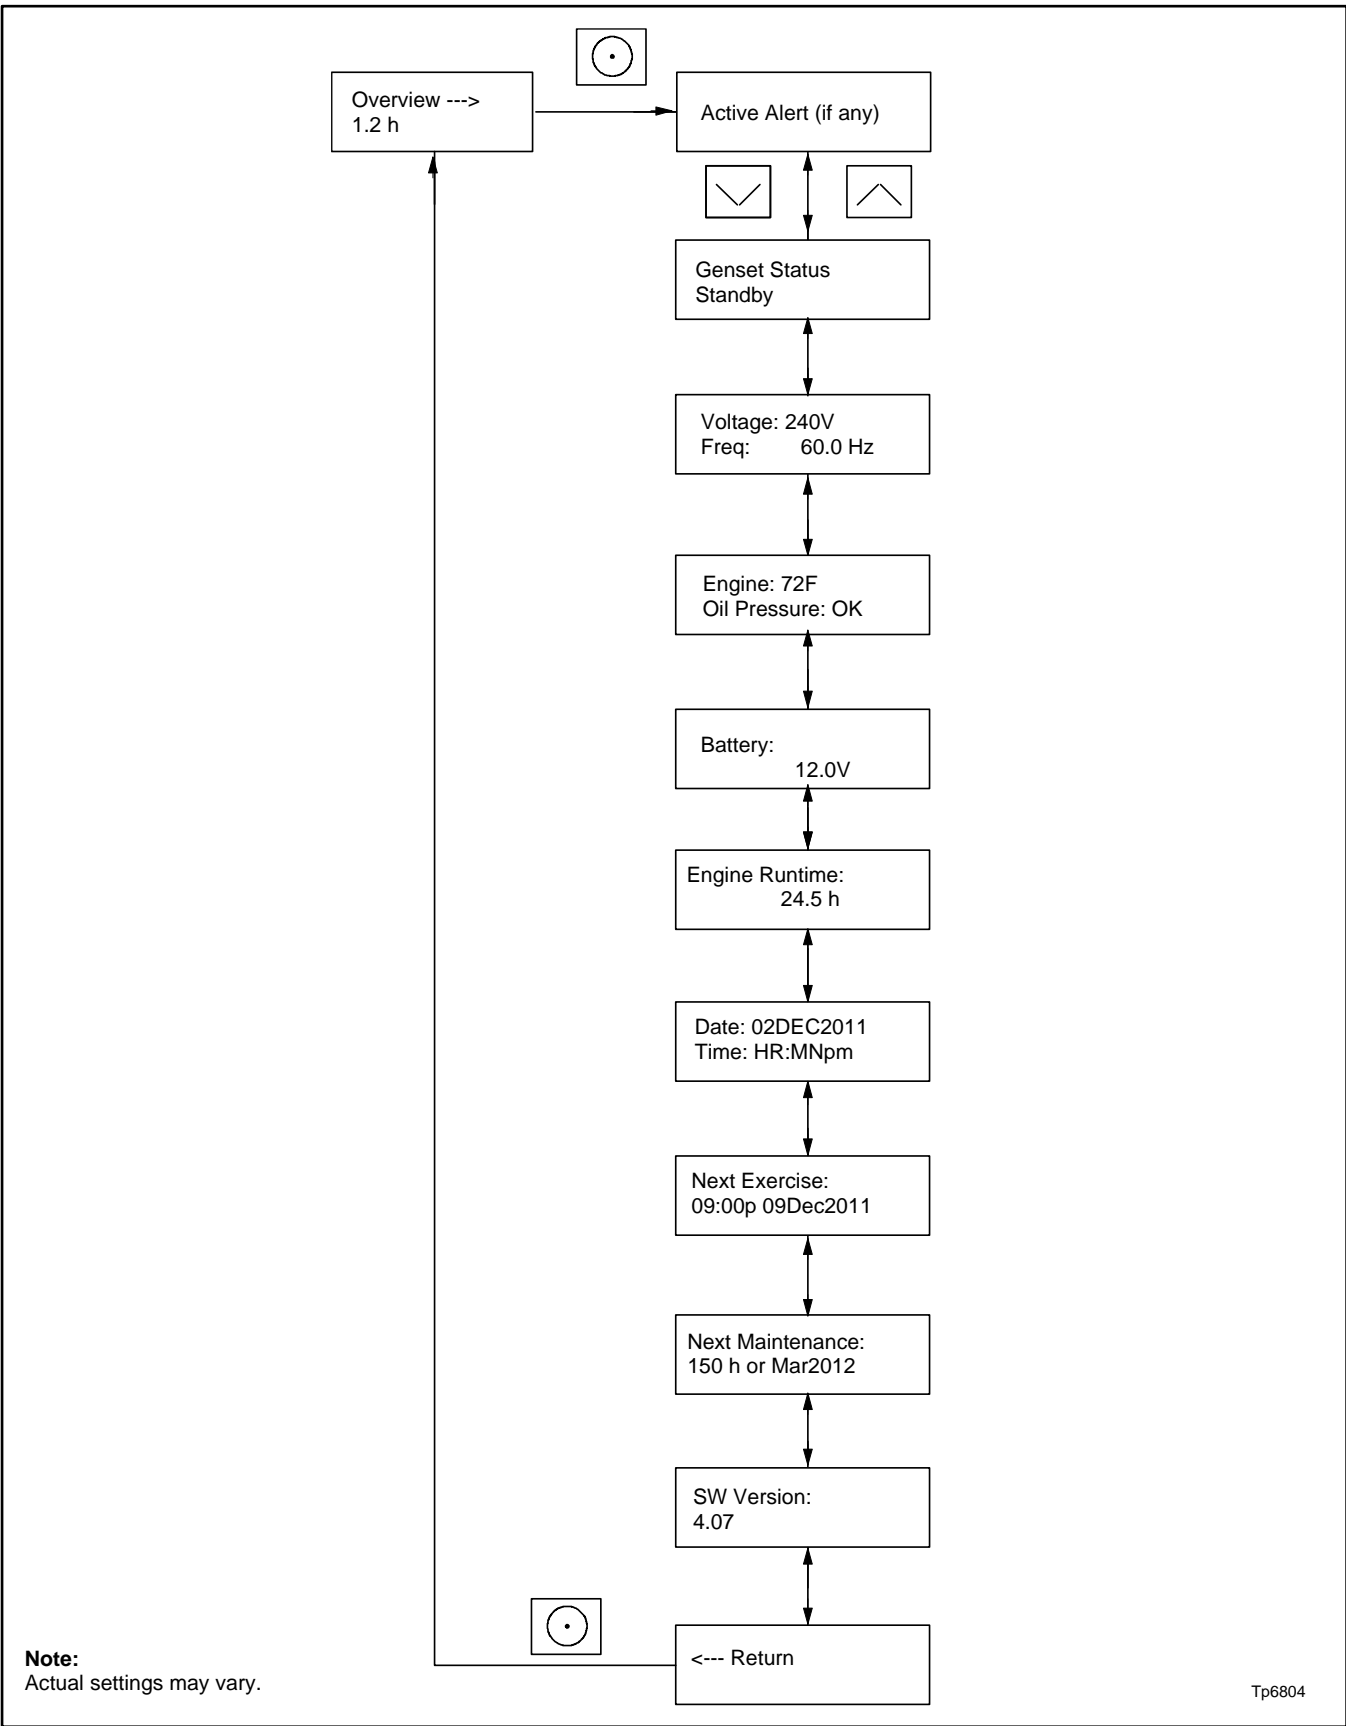 Overview --->
1.2 h
Active Alert (if any)
Genset Status
Standby
Voltage: 240V
Freq: 60.0 Hz
Engine: 72F
Oil Pressure: OK
Battery:
12.0V
Engine Runtime:
24.5 h
Date: 02DEC2011
Time: HR:MNpm
Next Exercise:
09:00p 09Dec2011
Next Maintenance:
150 h or Mar2012
SW Version:
4.07
<--- Return
Note:
Actual settings may vary.
Tp6804